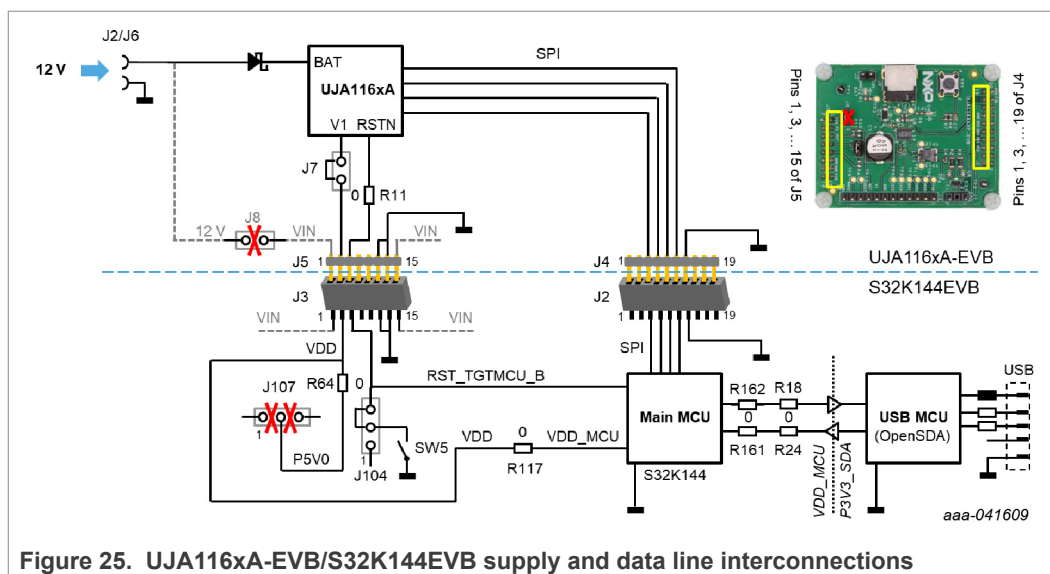 J2/J6
12 V
BAT
UJA116xA
V1 RSTN
SPI
J7
0 R11
J8
12 V VIN VIN
J5 1 15
J4 1 19
UJA116xA-EVB
S32K144EVB
J3
1 15
J2
1 19
VIN VIN
VDD
SPI
R64 0
J107
1
P5V0
RST_TGTMCU_B
J104
1
SW5
VDD 0 VDD_MCU
R117
Main MCU
S32K144
R162 R18
0 0
R161 R24
VDD_MCU
P3V3_SDA
USB MCU
(OpenSDA)
USB
NXP
Pins 1, 3, ...15 of J5
Pins 1, 3, ...19 of J4
aaa-041609
Figure 25. UJA116xA-EVB/S32K144EVB supply and data line interconnections